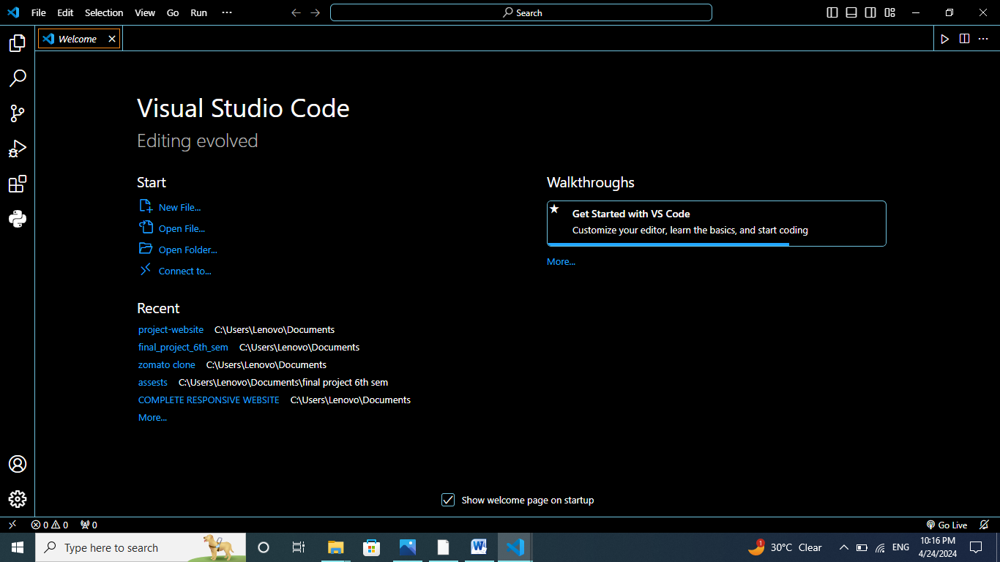 File Edit Selection View Go Run ··· Search
Welcome
Visual Studio Code
Editing evolved
Start
New File...
Open File...
Open Folder...
Connect to...
Recent
project-website C:\Users\Lenovo\Documents
final_project_6th_sem C:\Users\Lenovo\Documents
zomato clone C:\Users\Lenovo\Documents
assests C:\Users\Lenovo\Documents\final project 6th sem
COMPLETE RESPONSIVE WEBSITE C:\Users\Lenovo\Documents
More...
Walkthroughs
Get Started with VS Code
Customize your editor, learn the basics, and start coding
More...
Show welcome page on startup
0 0 0 Go Live
Type here to search
W
1
30°C Clear
ENG
10:16 PM
4/24/2024